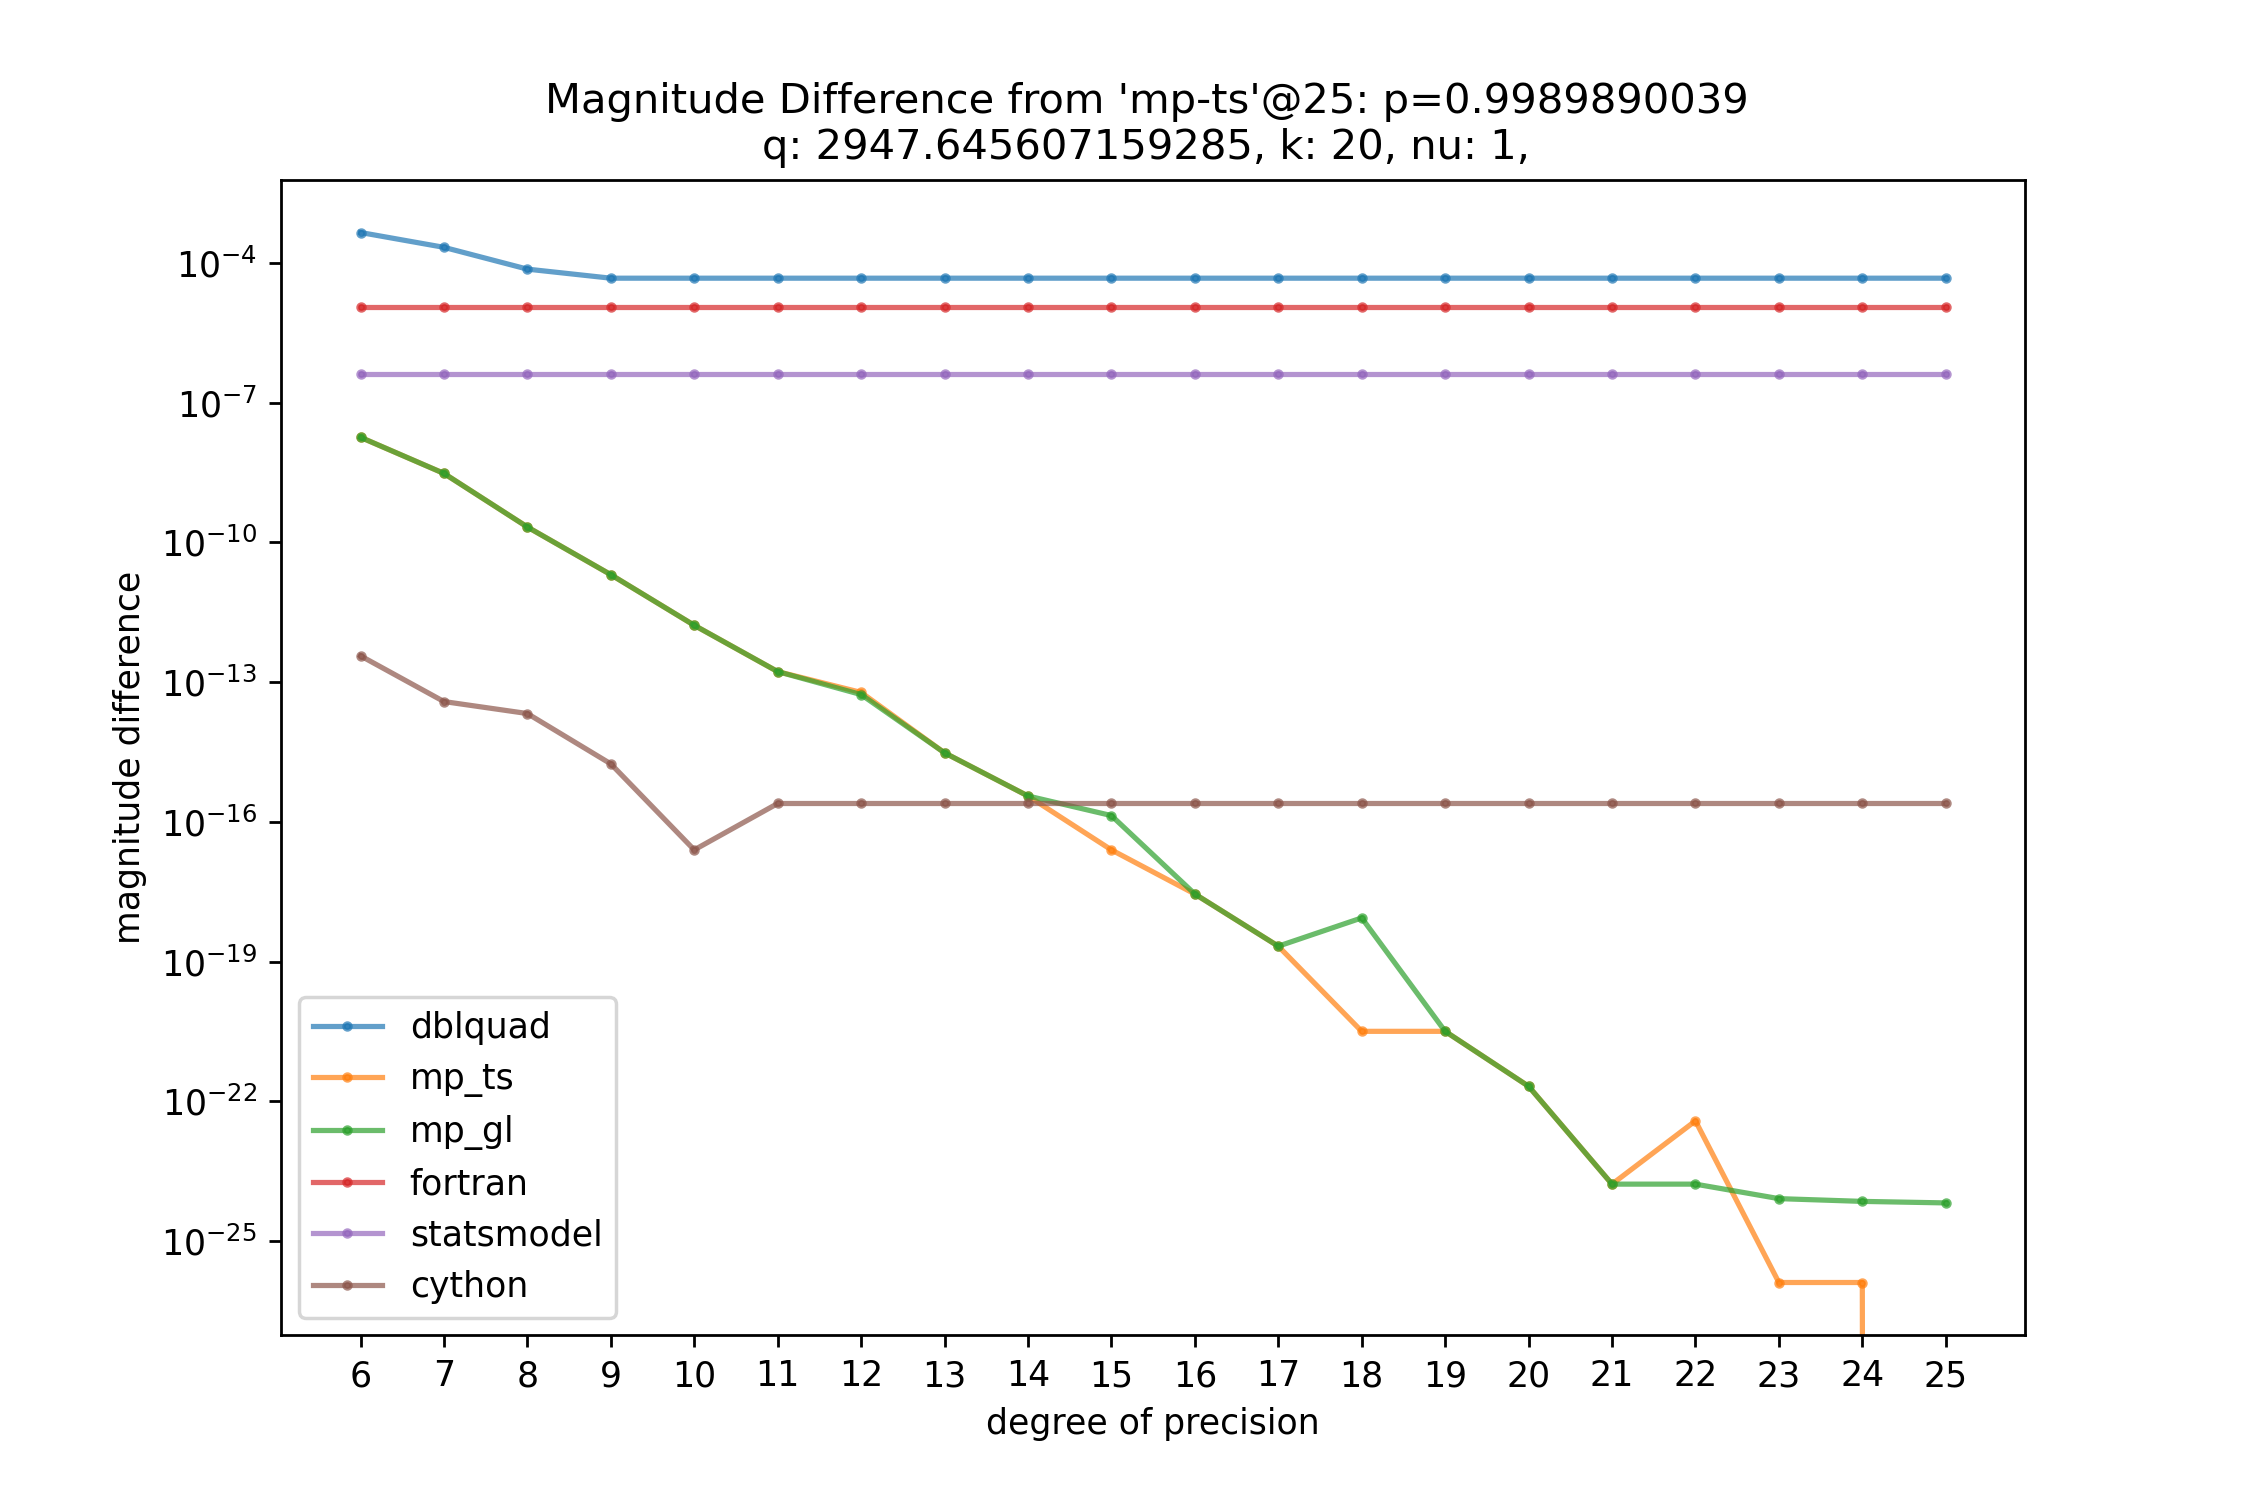 Magnitude Difference from 'mp-ts'@25: p=0.9989890039
q: 2947.645607159285, k: 20, nu: 1,
magnitude difference
10⁻⁴
10⁻⁷
10⁻¹⁰
10⁻¹³
10⁻¹⁶
10⁻¹⁹
10⁻²²
10⁻²⁵
dblquad
mp_ts
mp_gl
fortran
statsmodel
cython
6 7 8 9 10 11 12 13 14 15 16 17 18 19 20 21 22 23 24 25
degree of precision